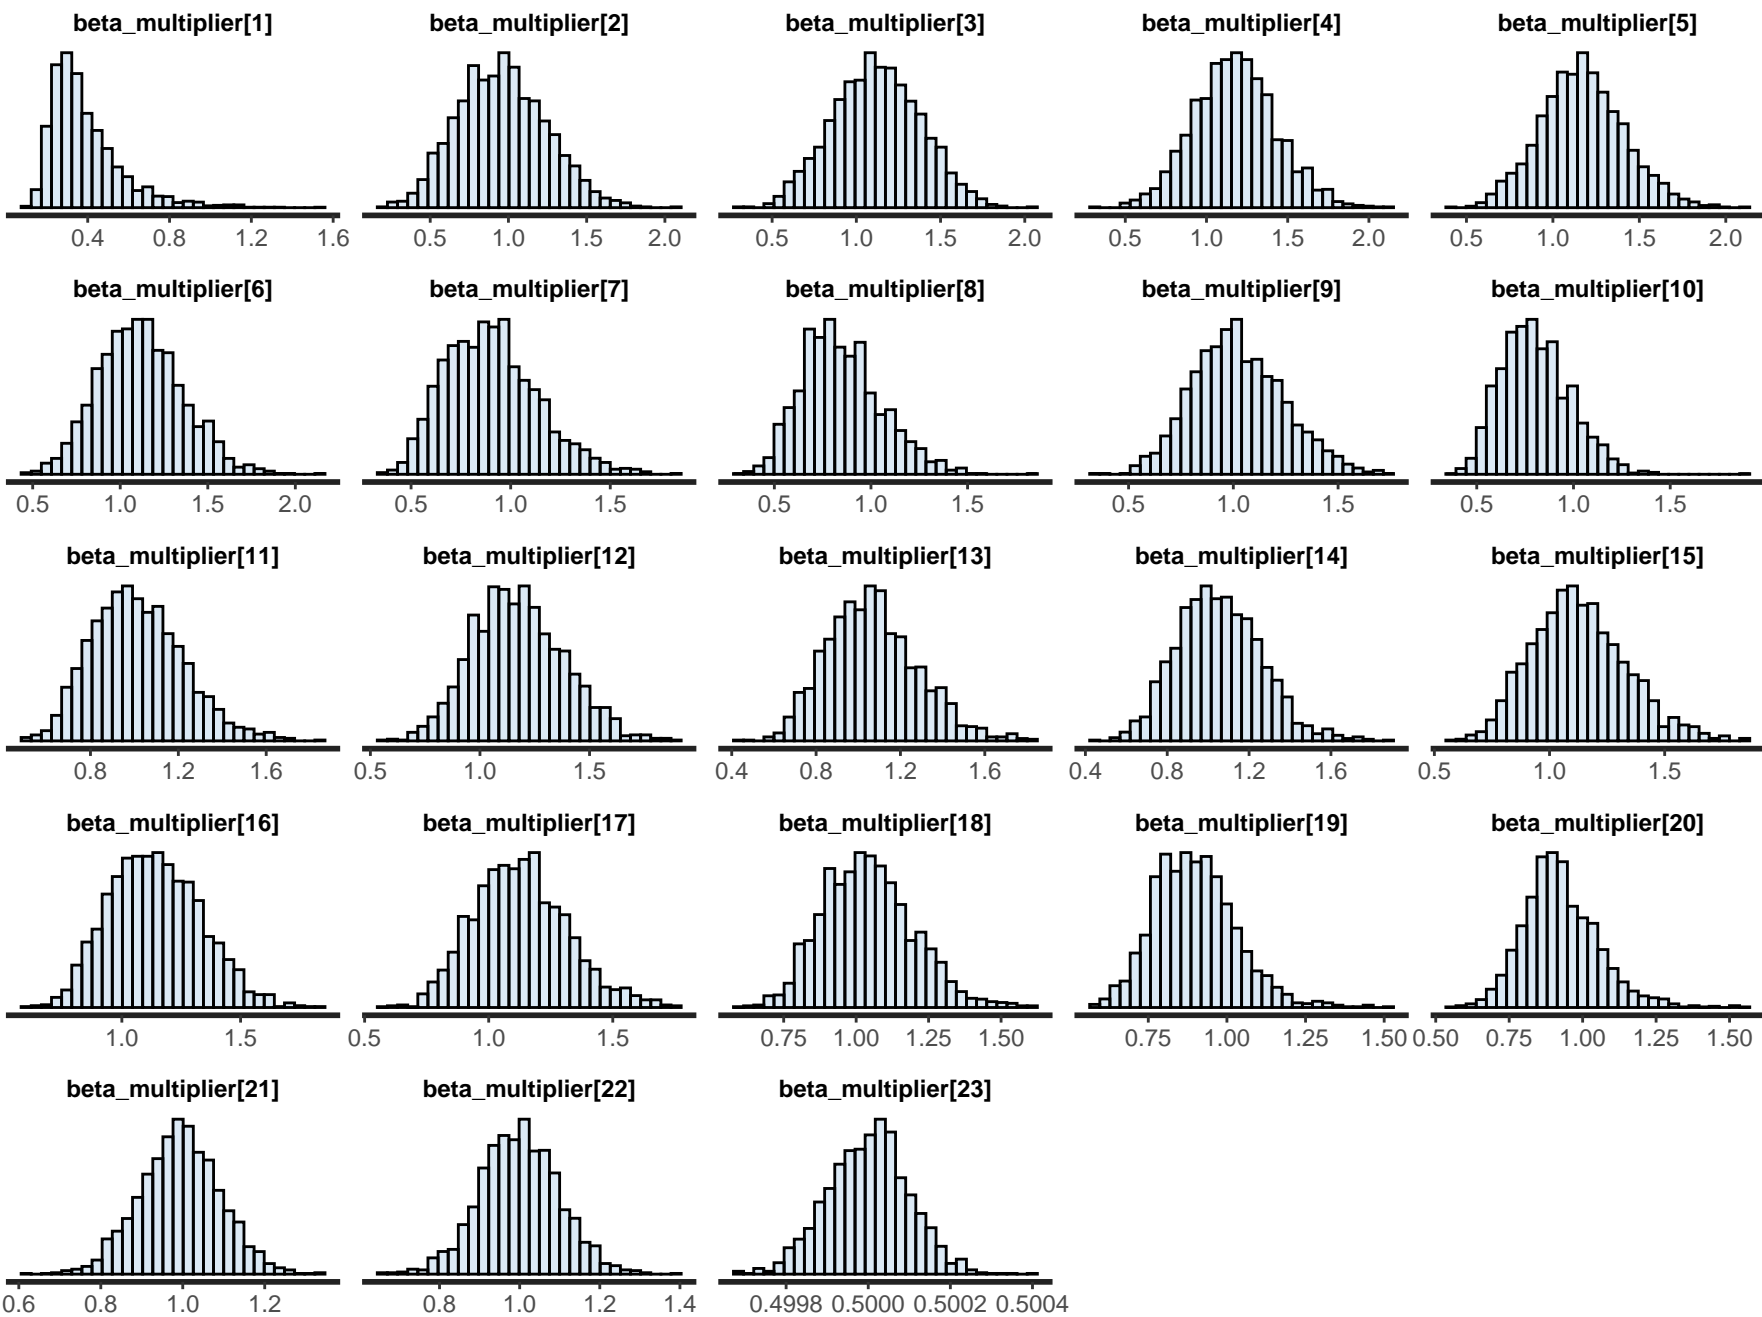 beta_multiplier[1] beta_multiplier[2] beta_multiplier[3] beta_multiplier[4] beta_multiplier[5]
0.4 0.8 1.2 1.6 0.5 1.0 1.5 2.0 0.5 1.0 1.5 2.0 0.5 1.0 1.5 2.0 0.5 1.0 1.5 2.0
beta_multiplier[6] beta_multiplier[7] beta_multiplier[8] beta_multiplier[9] beta_multiplier[10]
0.5 1.0 1.5 2.0 0.5 1.0 1.5 0.5 1.0 1.5 0.5 1.0 1.5 0.5 1.0 1.5
beta_multiplier[11] beta_multiplier[12] beta_multiplier[13] beta_multiplier[14] beta_multiplier[15]
0.8 1.2 1.6 0.5 1.0 1.5 0.4 0.8 1.2 1.6 0.4 0.8 1.2 1.6 0.5 1.0 1.5
beta_multiplier[16] beta_multiplier[17] beta_multiplier[18] beta_multiplier[19] beta_multiplier[20]
1.0 1.5 0.5 1.0 1.5 0.75 1.00 1.25 1.50 0.75 1.00 1.25 1.50 0.50 0.75 1.00 1.25 1.50
beta_multiplier[21] beta_multiplier[22] beta_multiplier[23]
0.6 0.8 1.0 1.2 0.8 1.0 1.2 1.4 0.4998 0.5000 0.5002 0.5004